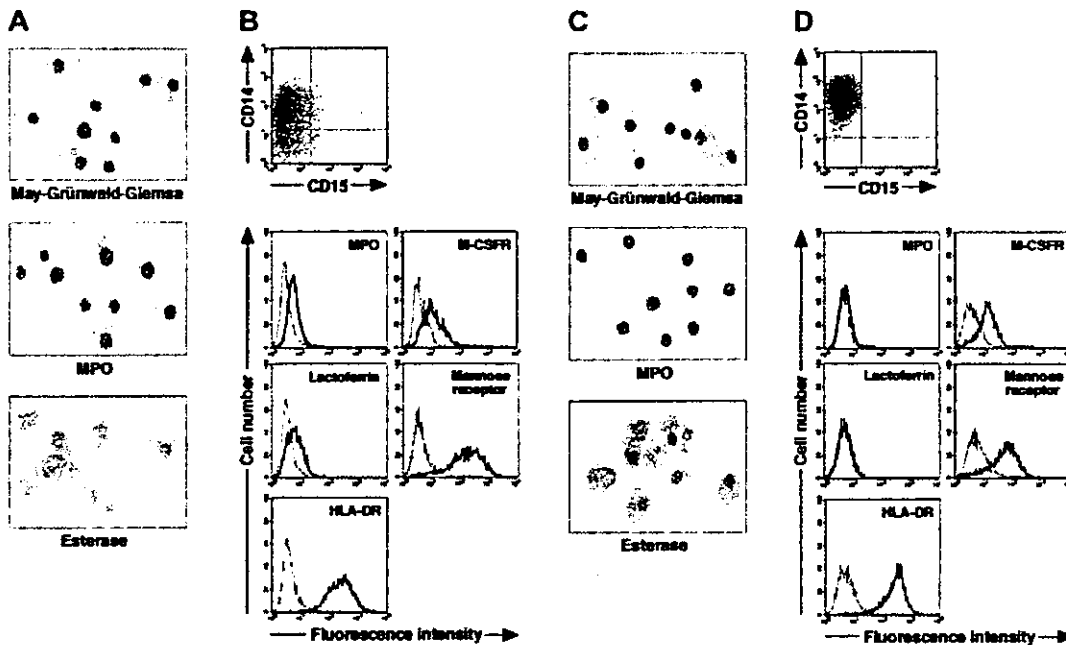 A
May-Grünwald-Giemsa
MPO
Esterase
B
CD14
CD15
Cell number
MPO
M-CSFR
Lactoferrin
Mannose receptor
HLA-DR
Fluorescence intensity
C
May-Grünwald-Giemsa
MPO
Esterase
D
CD14
CD15
Cell number
MPO
M-CSFR
Lactoferrin
Mannose receptor
HLA-DR
Fluorescence intensity